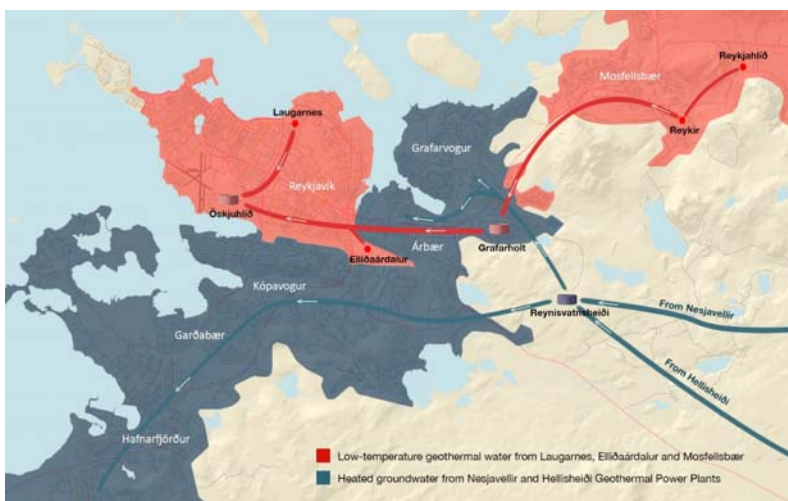 Reykjahlíð
Mosfellsbær
Laugarnes
Reykir
Grafarvogur
Reykjavík
Öskjuhlíð
Árbær
Grafarholt
Elliðaárdalur
Kópavogur
Reynisvatnsheiði
From Nesjavellir
Garðabær
From Hellisheiði
Hafnarfjörður
Low-temperature geothermal water from Laugarnes, Elliðaárdalur and Mosfellsbær
Heated groundwater from Nesjavellir and Hellisheiði Geothermal Power Plants